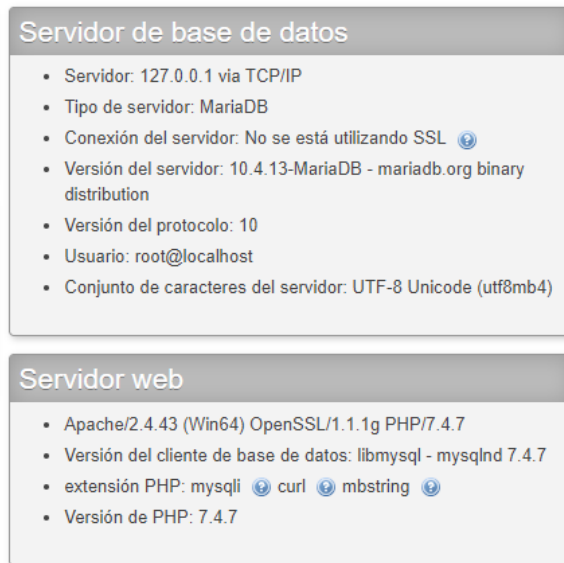 Servidor de base de datos
• Servidor: 127.0.0.1 via TCP/IP
• Tipo de servidor: MariaDB
• Conexión del servidor: No se está utilizando SSL
• Versión del servidor: 10.4.13-MariaDB - mariadb.org binary
distribution
• Versión del protocolo: 10
• Usuario: root@localhost
• Conjunto de caracteres del servidor: UTF-8 Unicode (utf8mb4)
Servidor web
• Apache/2.4.43 (Win64) OpenSSL/1.1.1g PHP/7.4.7
• Versión del cliente de base de datos: libmysql - mysqlnd 7.4.7
• extensión PHP: mysqli curl mbstring
• Versión de PHP: 7.4.7